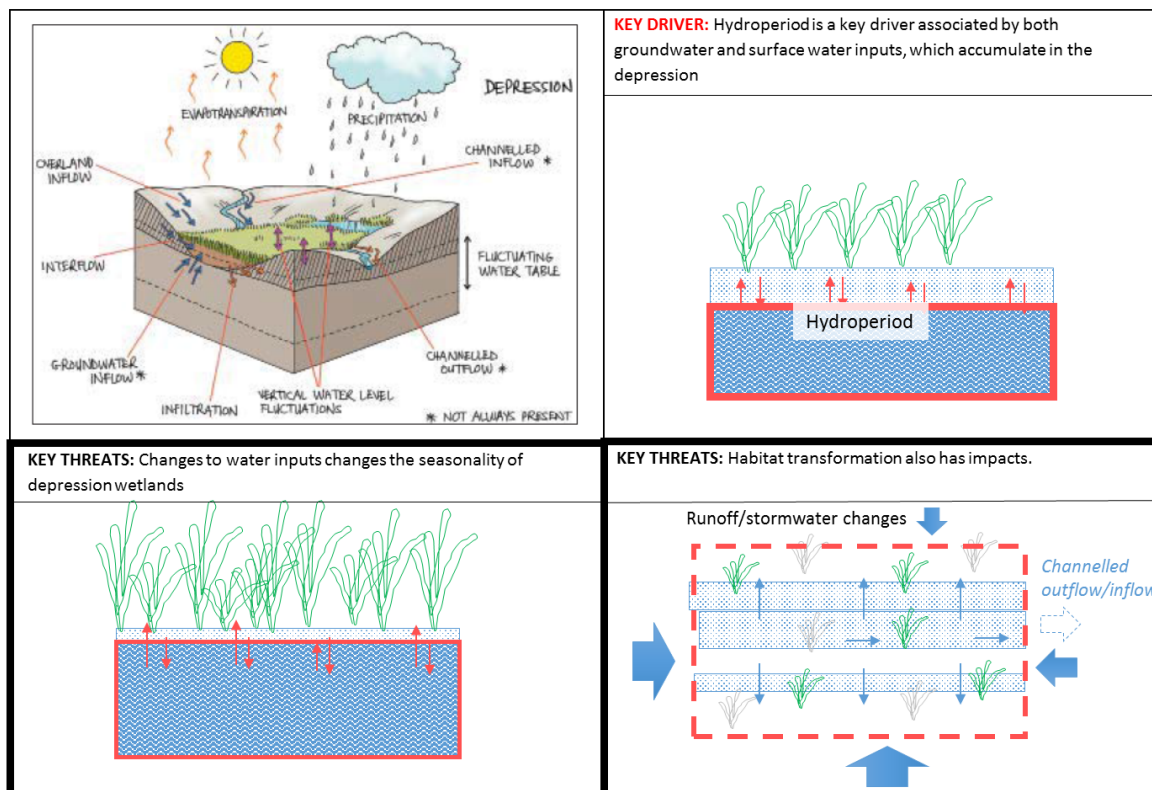 DEPRESSION
EVAPOTRANSPIRATION
PRECIPITATION
OVERLAND
INFLOW
CHANNELLED
INFLOW *
INTERFLOW
FLUCTUATING
WATER TABLE
GROUNDWATER
INFLOW *
INFILTRATION
VERTICAL WATER LEVEL
FLUCTUATIONS
CHANNELLED
OUTFLOW *
* NOT ALWAYS PRESENT
KEY DRIVER: Hydroperiod is a key driver associated by both
groundwater and surface water inputs, which accumulate in the
depression
Hydroperiod
KEY THREATS: Changes to water inputs changes the seasonality of
depression wetlands
KEY THREATS: Habitat transformation also has impacts.
Runoff/stormwater changes
Channelled
outflow/inflow